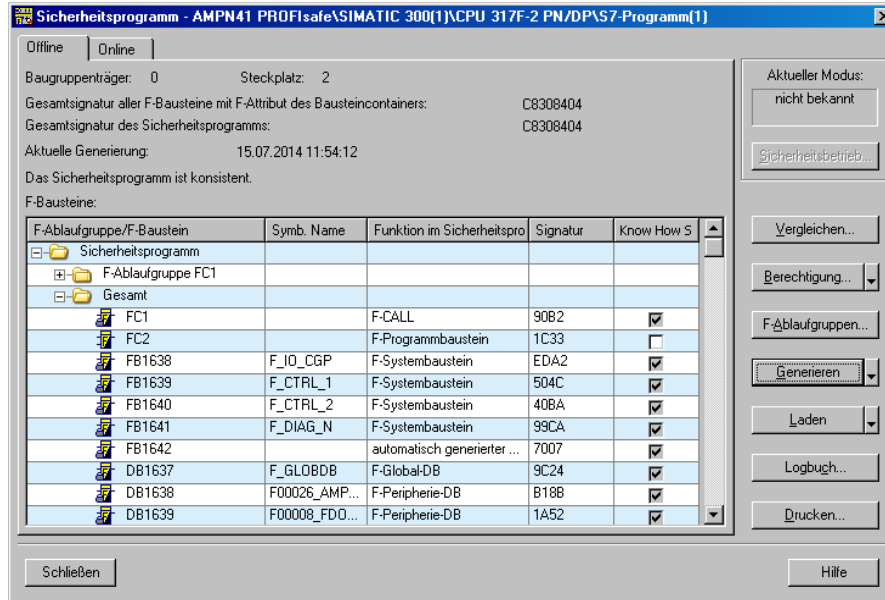 Sicherheitsprogramm - AMPN41 PROFIsafe\SIMATIC 300(1)\CPU 317F-2 PN/DP\S7-Programm(1)
Offline Online
Baugruppenträger: 0 Steckplatz: 2
Aktueller Modus:
nicht bekannt
Gesamtsignatur aller F-Bausteine mit F-Attribut des Bausteincontainers: C8308404
Gesamtsignatur des Sicherheitsprogramms: C8308404
Aktuelle Generierung: 15.07.2014 11:54:12
Sicherheitsbetrieb...
Das Sicherheitsprogramm ist konsistent.
F-Bausteine:
F-Ablaufgruppe/F-Baustein Symb. Name Funktion im Sicherheitspro Signatur Know How S
Sicherheitsprogramm
F-Ablaufgruppe FC1
Gesamt
FC1 F-CALL 90B2
FC2 F-Programmbaustein 1C33
FB1638 F_IO_CGP F-Systembaustein EDA2
FB1639 F_CTRL_1 F-Systembaustein 504C
FB1640 F_CTRL_2 F-Systembaustein 40BA
FB1641 F_DIAG_N F-Systembaustein 99CA
FB1642 automatisch generierter ... 7007
DB1637 F_GLOBDB F-Global-DB 9C24
DB1638 F00026_AMP... F-Peripherie-DB B18B
DB1639 F00008_FDO... F-Peripherie-DB 1A52
Vergleichen...
Berechtigung...
F-Ablaufgruppen...
Generieren
Laden
Logbuch...
Drucken...
Schließen Hilfe